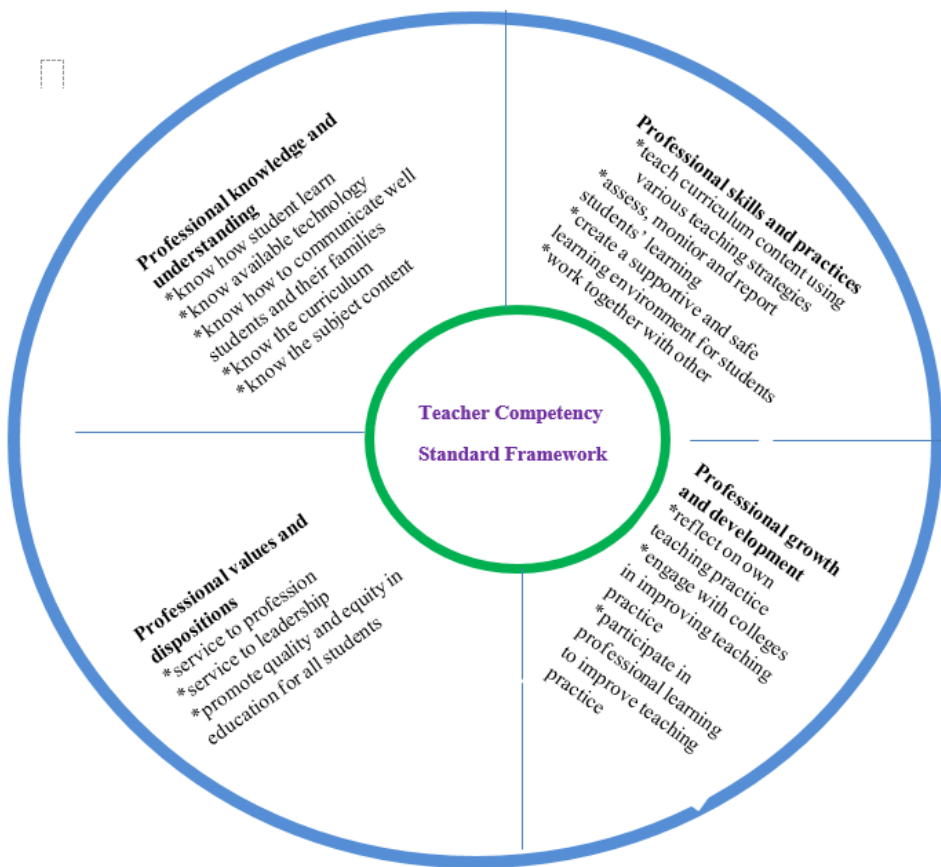 Professional knowledge and
understanding
*know how student learn
*know available technology
*know how to communicate well
students and their families
*know the curriculum
*know the subject content
Professional skills and practices
*teach curriculum content using
various teaching strategies
*assess, monitor and report
students' learning
*create a supportive and safe
learning environment for students
*work together with other
Teacher Competency
Standard Framework
Professional values and
dispositions
*service to profession
*service to leadership
*promote quality and equity in
education for all students
Professional growth
and development
*reflect on own
teaching practice
*engage with colleges
in improving teaching
practice
*participate in
professional learning
to improve teaching
practice